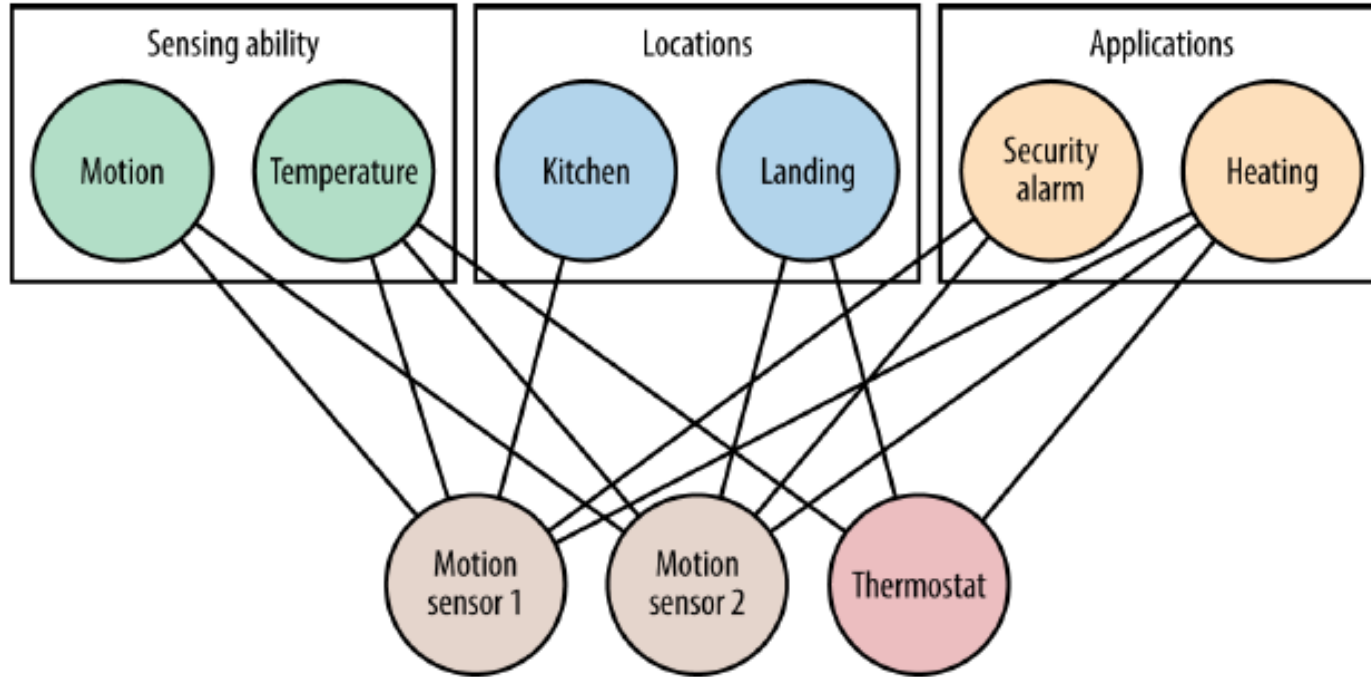 Sensing ability
Locations
Applications
Motion
Temperature
Kitchen
Landing
Security
alarm
Heating
Motion
sensor 1
Motion
sensor 2
Thermostat